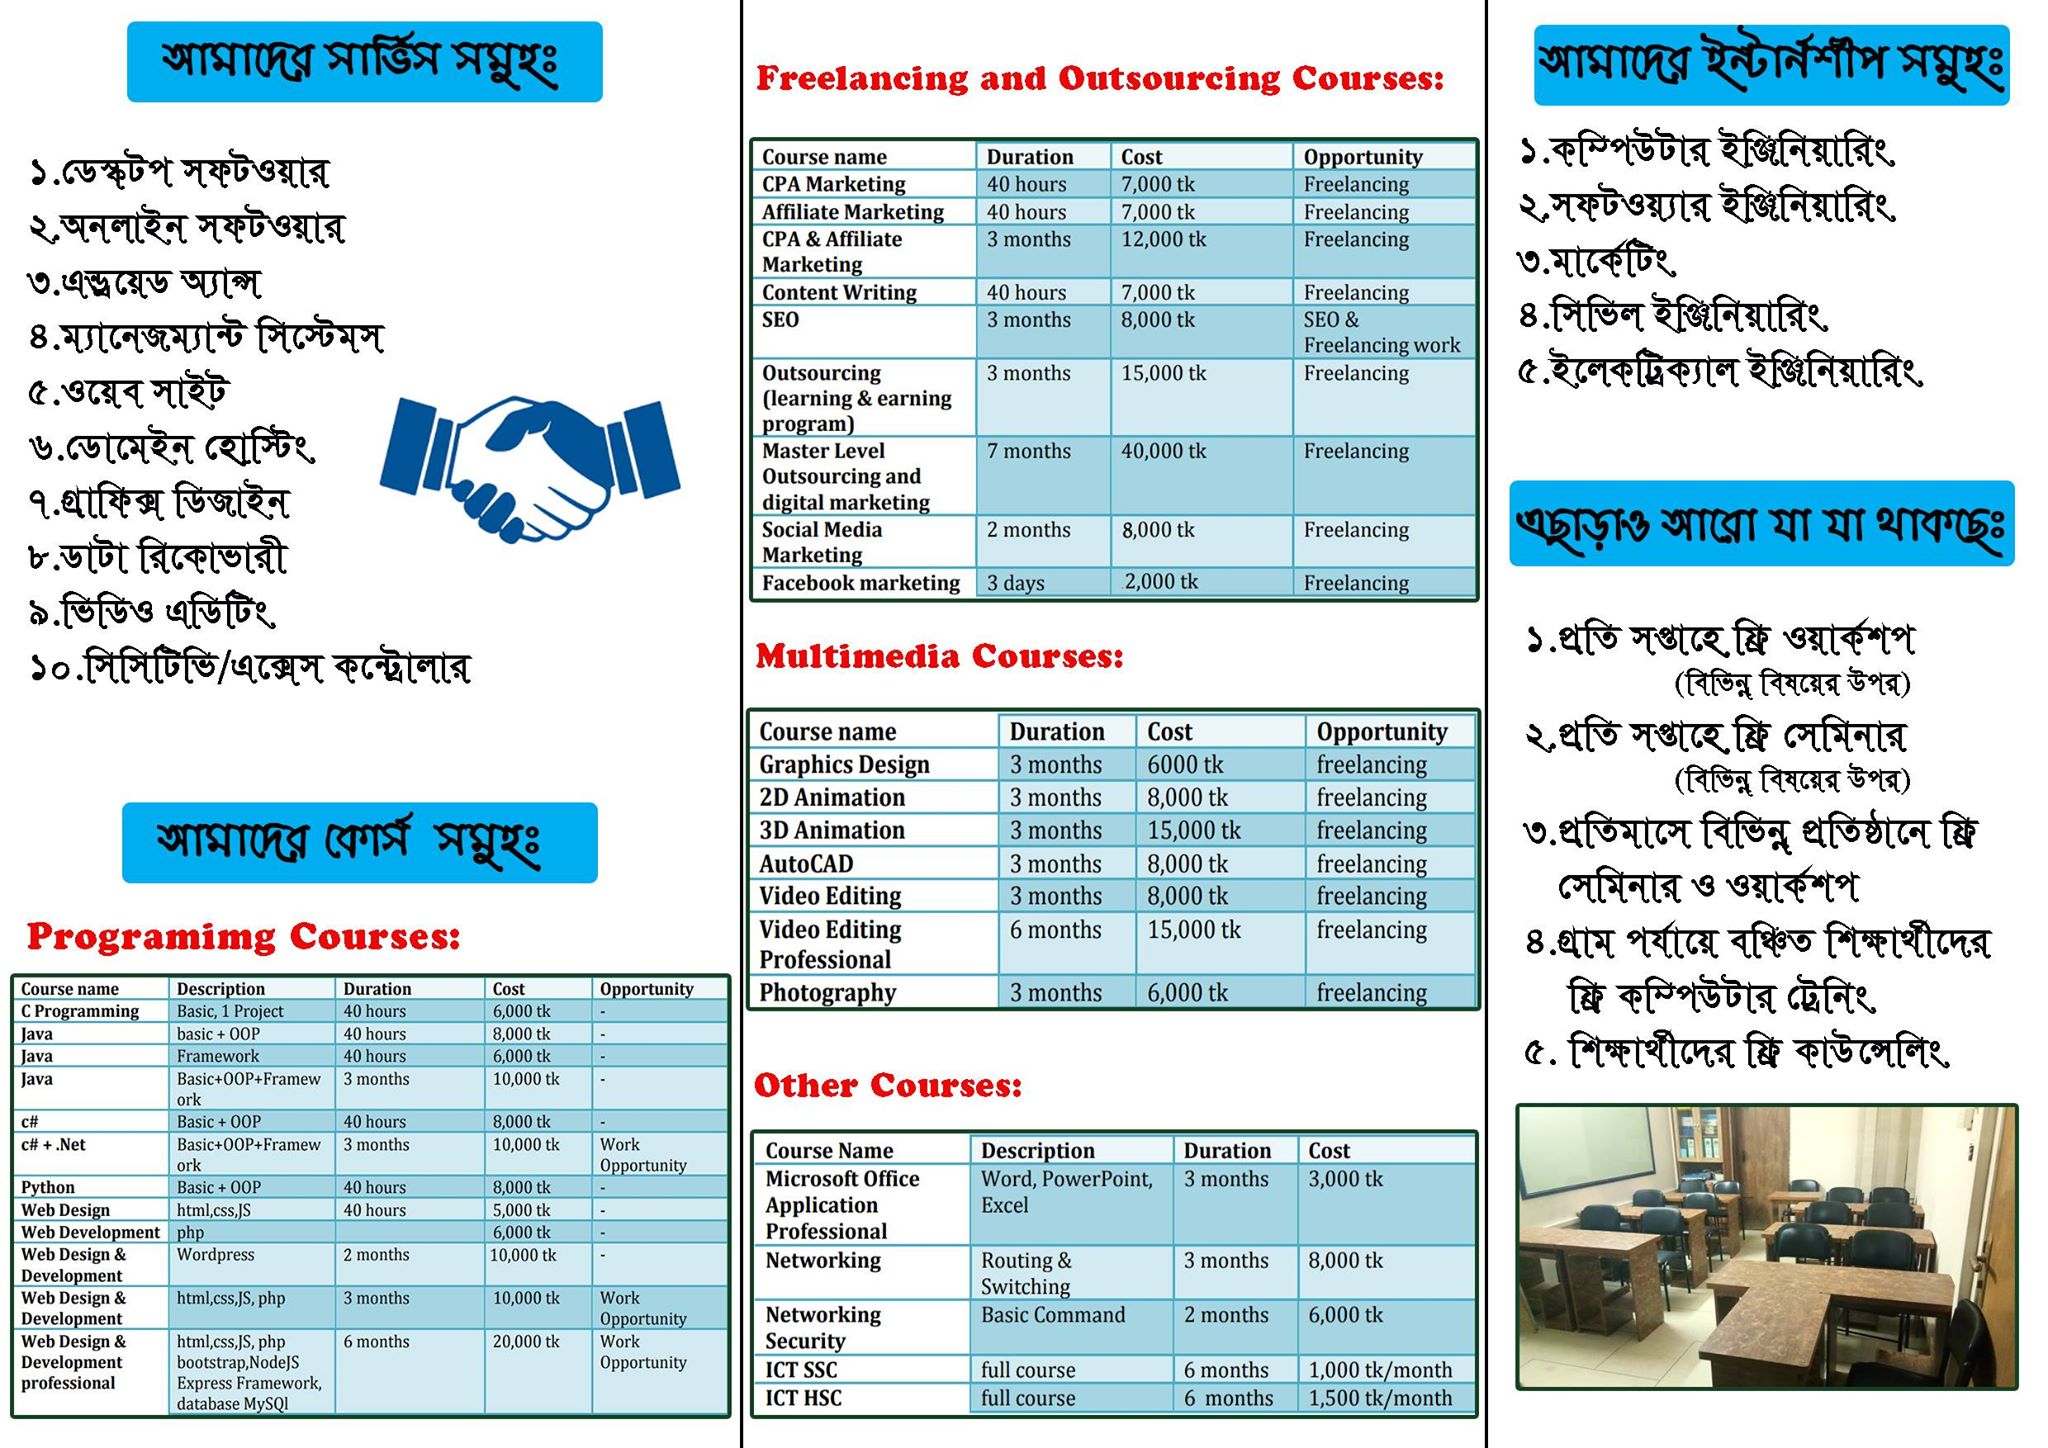 আমাদের সার্ভিস সমুহঃ
১.ডেস্কটপ সফটওয়ার
২.অনলাইন সফটওয়ার
৩.এন্ড্রয়েড অ্যাপ্স
৪.ম্যানেজম্যান্ট সিস্টেমস
৫.ওয়েব সাইট
৬.ডোমেইন হোস্টিং
৭.গ্রাফিক্স ডিজাইন
৮.ডাটা রিকোভারী
৯.ভিডিও এডিটিং
১০.সিসিটিভি/এক্সেস কন্ট্রোলার
আমাদের কোর্স সমুহঃ
Programimg Courses:
Course name Description Duration Cost Opportunity
C Programming Basic, 1 Project 40 hours 6,000 tk -
Java basic + OOP 40 hours 8,000 tk -
Java Framework 40 hours 6,000 tk -
Java Basic+OOP+Framew 3 months 10,000 tk -
ork
c# Basic + OOP 40 hours 8,000 tk -
c# + .Net Basic+OOP+Framew 3 months 10,000 tk Work
ork Opportunity
Python Basic + OOP 40 hours 8,000 tk -
Web Design html,css,JS 40 hours 5,000 tk -
Web Development php 6,000 tk -
Web Design & Wordpress 2 months 10,000 tk -
Development
Web Design & html,css,JS, php 3 months 10,000 tk Work
Development Opportunity
Web Design & html,css,JS, php 6 months 20,000 tk Work
Development bootstrap,NodeJS Opportunity
professional Express Framework,
database MySQl
Freelancing and Outsourcing Courses:
Course name Duration Cost Opportunity
CPA Marketing 40 hours 7,000 tk Freelancing
Affiliate Marketing 40 hours 7,000 tk Freelancing
CPA & Affiliate 3 months 12,000 tk Freelancing
Marketing
Content Writing 40 hours 7,000 tk Freelancing
SEO 3 months 8,000 tk SEO &
Freelancing work
Outsourcing 3 months 15,000 tk Freelancing
(learning & earning
program)
Master Level 7 months 40,000 tk Freelancing
Outsourcing and
digital marketing
Social Media 2 months 8,000 tk Freelancing
Marketing
Facebook marketing 3 days 2,000 tk Freelancing
Multimedia Courses:
Course name Duration Cost Opportunity
Graphics Design 3 months 6000 tk freelancing
2D Animation 3 months 8,000 tk freelancing
3D Animation 3 months 15,000 tk freelancing
AutoCAD 3 months 8,000 tk freelancing
Video Editing 3 months 8,000 tk freelancing
Video Editing 6 months 15,000 tk freelancing
Professional
Photography 3 months 6,000 tk freelancing
Other Courses:
Course Name Description Duration Cost
Microsoft Office Word, PowerPoint, 3 months 3,000 tk
Application Excel
Professional
Networking Routing & 3 months 8,000 tk
Switching
Networking Basic Command 2 months 6,000 tk
Security
ICT SSC full course 6 months 1,000 tk/month
ICT HSC full course 6 months 1,500 tk/month
আমাদের ইন্টার্নশীপ সমুহঃ
১.কম্পিউটার ইঞ্জিনিয়ারিং
২.সফটওয়্যার ইঞ্জিনিয়ারিং
৩.মার্কেটিং
৪.সিভিল ইঞ্জিনিয়ারিং
৫.ইলেকট্রিক্যাল ইঞ্জিনিয়ারিং
এছাড়াও আরো যা যা থাকছেঃ
১.প্রতি সপ্তাহে ফ্রি ওয়ার্কশপ
(বিভিন্ন বিষয়ের উপর)
২.প্রতি সপ্তাহে ফ্রি সেমিনার
(বিভিন্ন বিষয়ের উপর)
৩.প্রতিমাসে বিভিন্ন প্রতিষ্ঠানে ফ্রি
সেমিনার ও ওয়ার্কশপ
৪.গ্রাম পর্যায়ে বঞ্চিত শিক্ষার্থীদের
ফ্রি কম্পিউটার ট্রেনিং
৫. শিক্ষার্থীদের ফ্রি কাউন্সেলিং